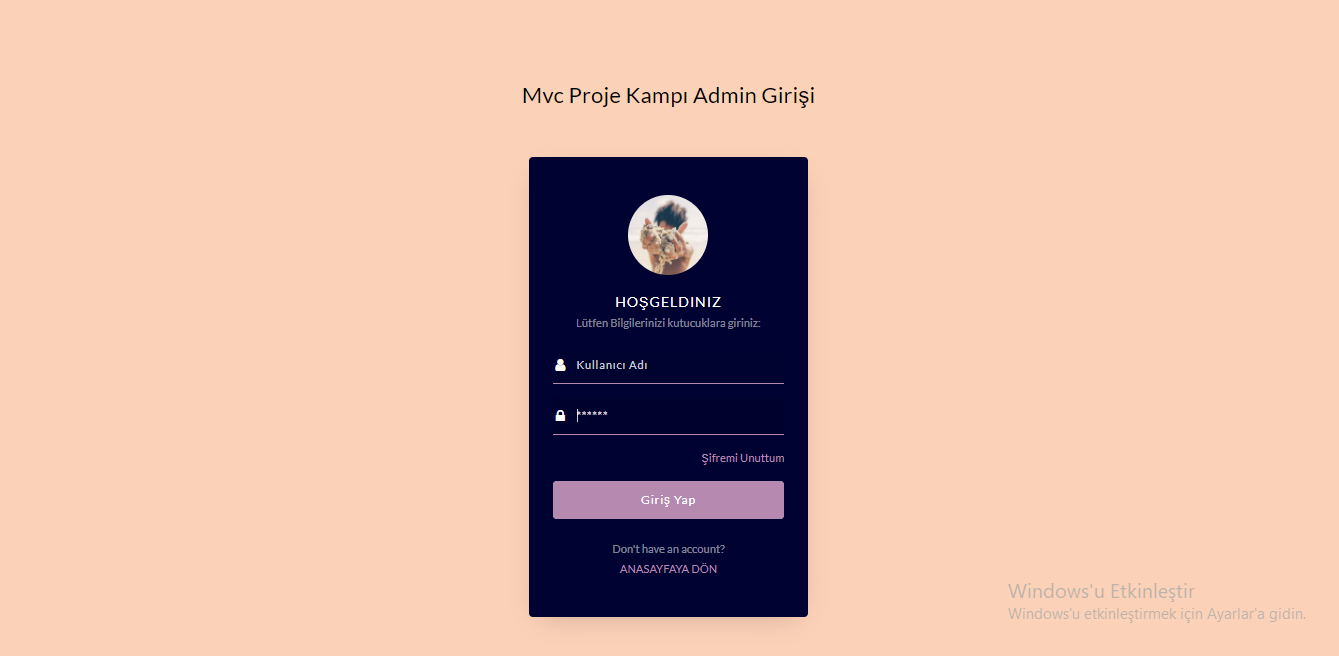 Mvc Proje Kampı Admin Girişi
HOŞGELDINIZ
Lütfen Bilgilerinizi kutucuklara giriniz:
Kullanıcı Adı
******
Şifremi Unuttum
Giriş Yap
Don't have an account?
ANASAYFAYA DÖN
Windows'u Etkinleştir
Windows'u etkinleştirmek için Ayarlar'a gidin.